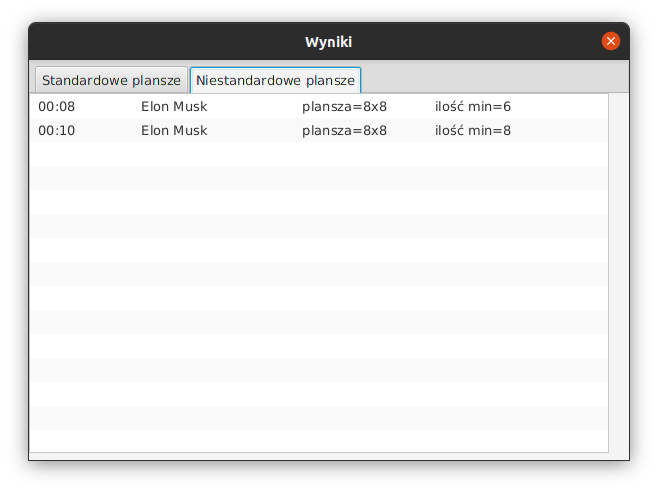 Wyniki
Standardowe plansze Niestandardowe plansze
00:08 Elon Musk plansza=8x8 ilość min=6
00:10 Elon Musk plansza=8x8 ilość min=8